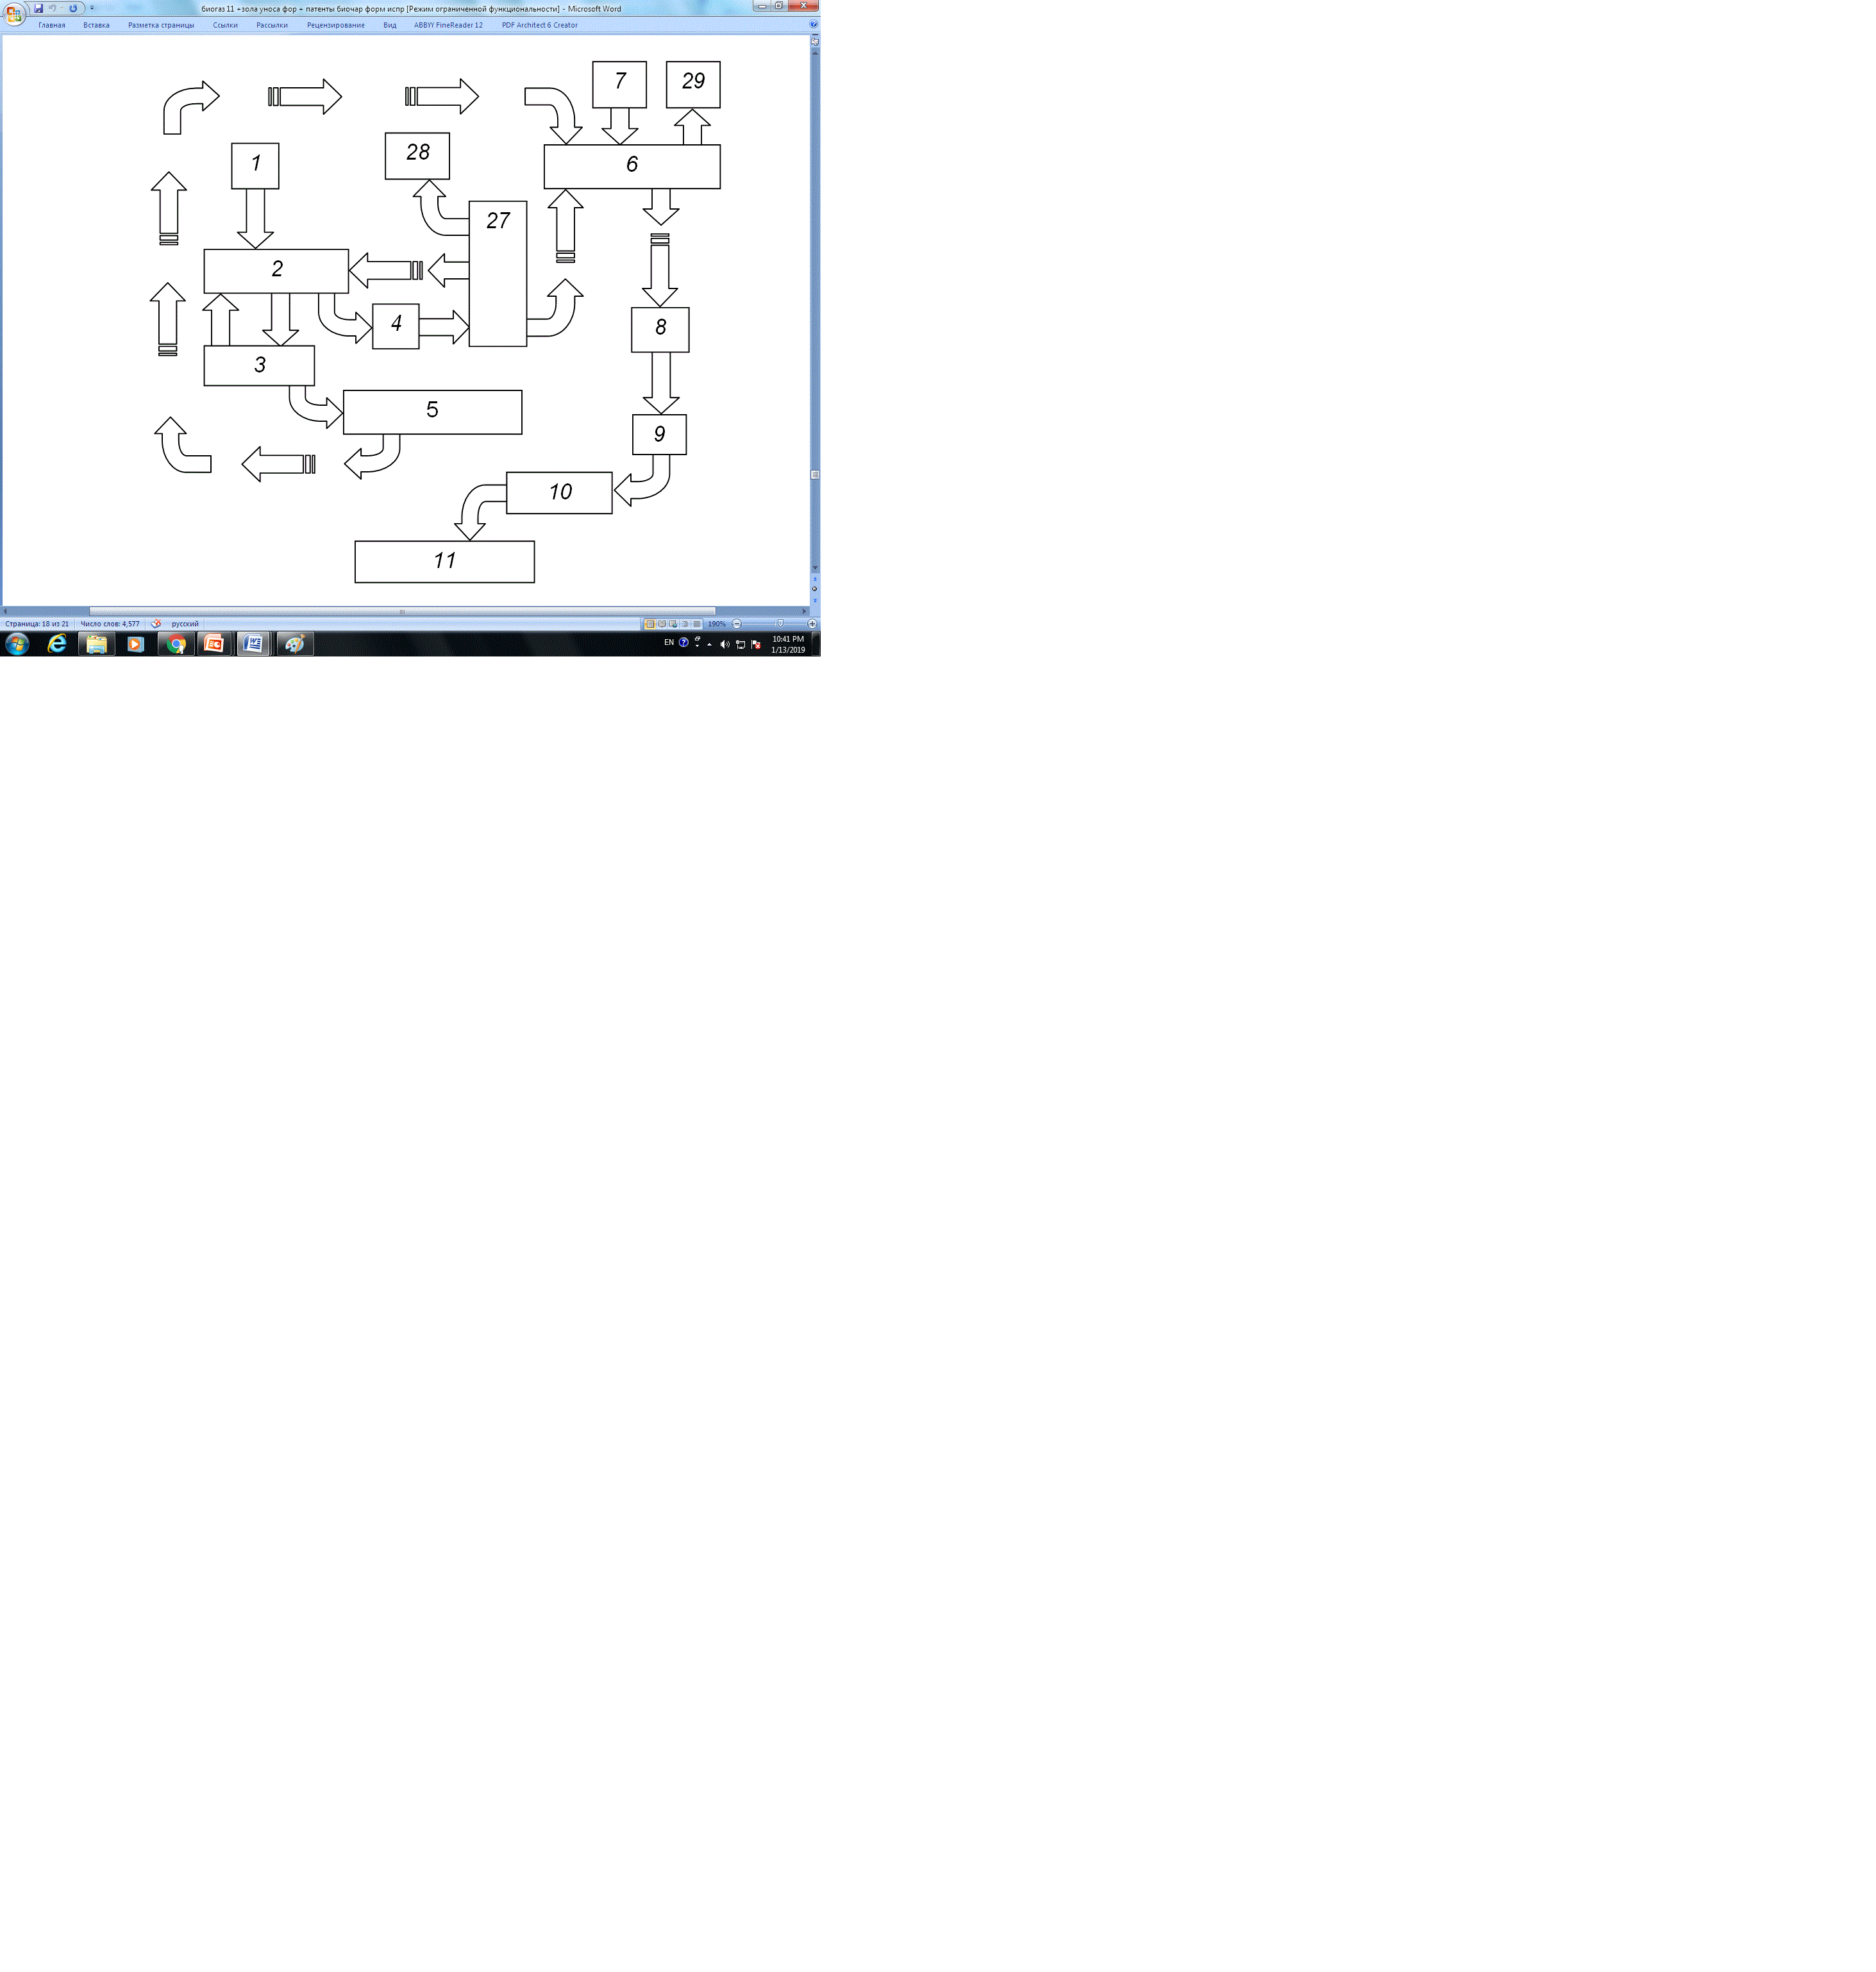 биогаз 11 +зола уноса фор + патенты биочар форм испр [Режим ограниченной функциональности] - Microsoft Word
Главная Вставка Разметка страницы Ссылки Рассылки Рецензирование Вид ABBYY FineReader 12 PDF Architect 6 Creator
7 29
1 28 6
27
2
4 8
3
5
9
10
11
Страница: 18 из 21 Число слов: 4,577 русский 190%
EN 10:41 PM
1/13/2019